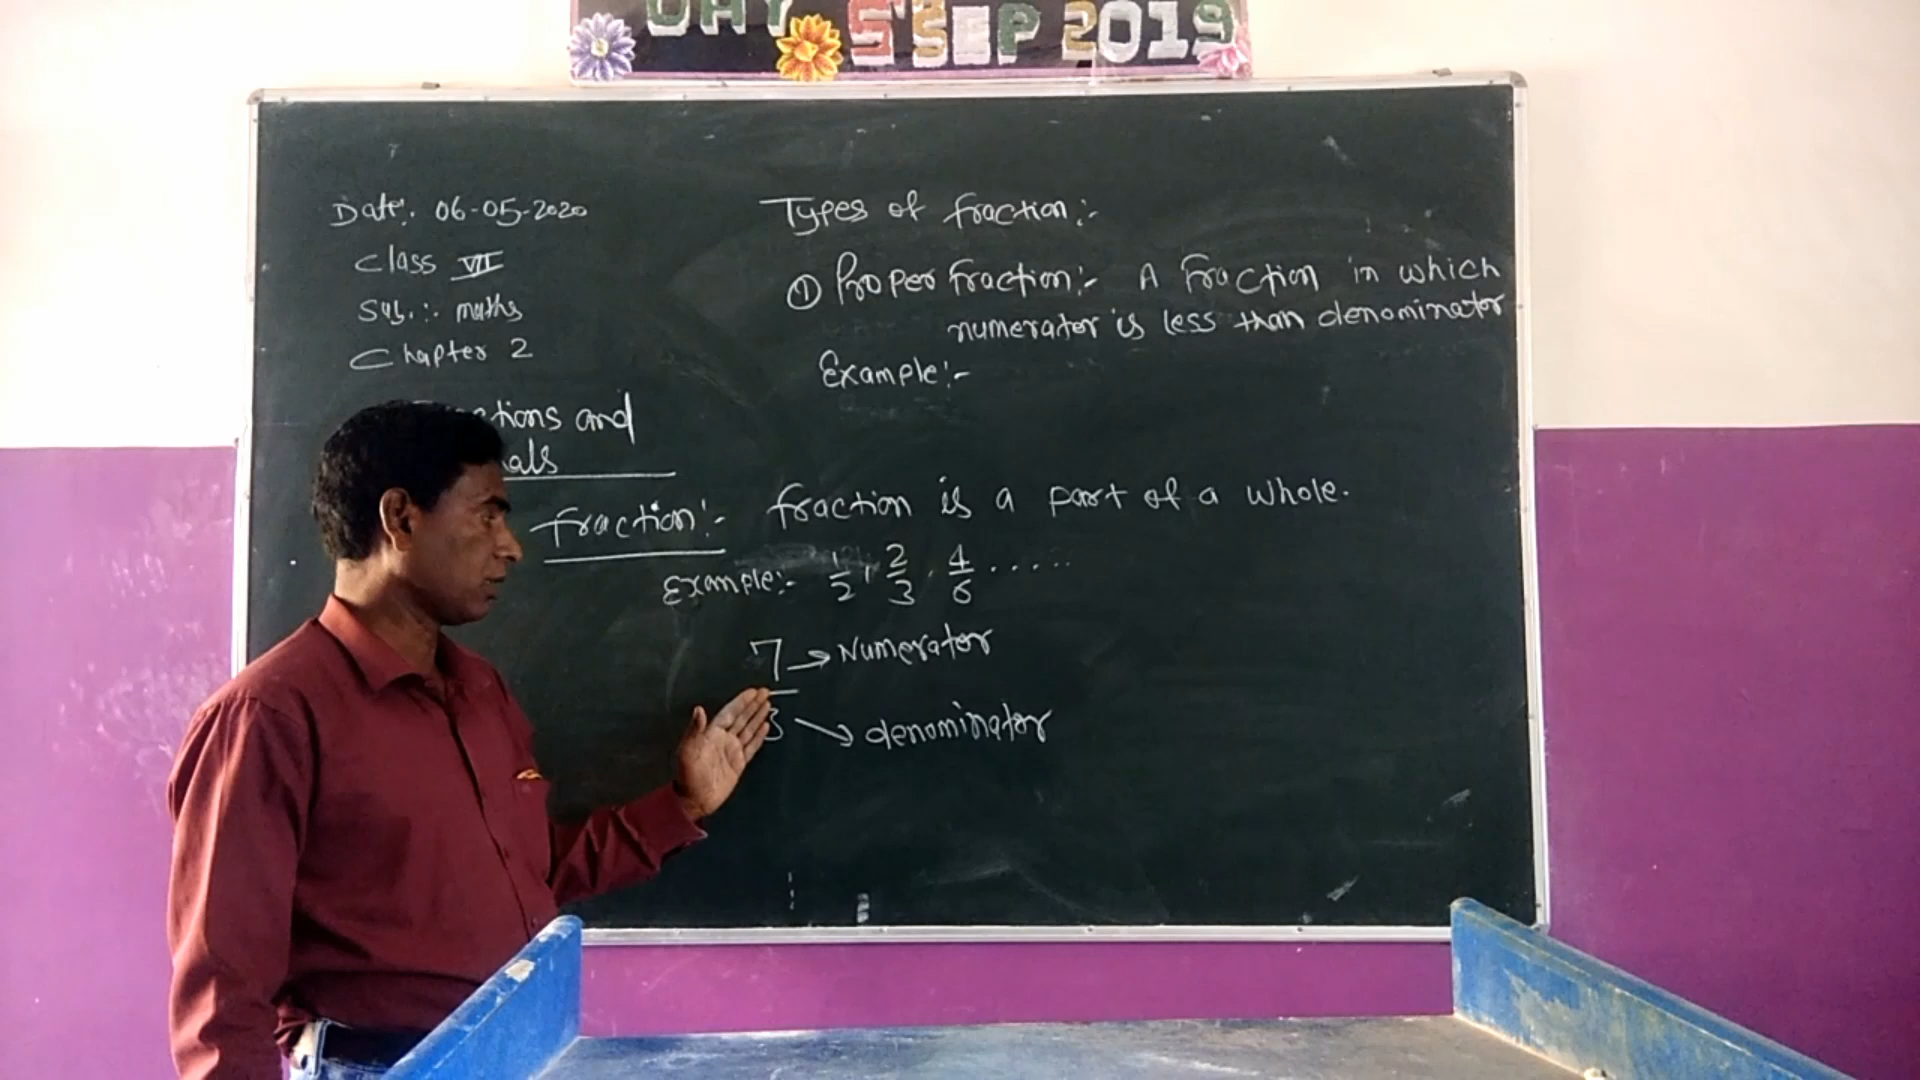 DAY 5 SEP 2019
Date. 06-05-2020
Class VII
Sub. :. maths
Chapter 2
and
Types of fraction :-
① Proper fraction :- A fraction in which
numerator is less than denominator
Example :-
fraction :- fraction is a part of a whole.
Example :- 1/2, 2/3, 4/6 . . . . . .
7 → Numerator
→ denominator